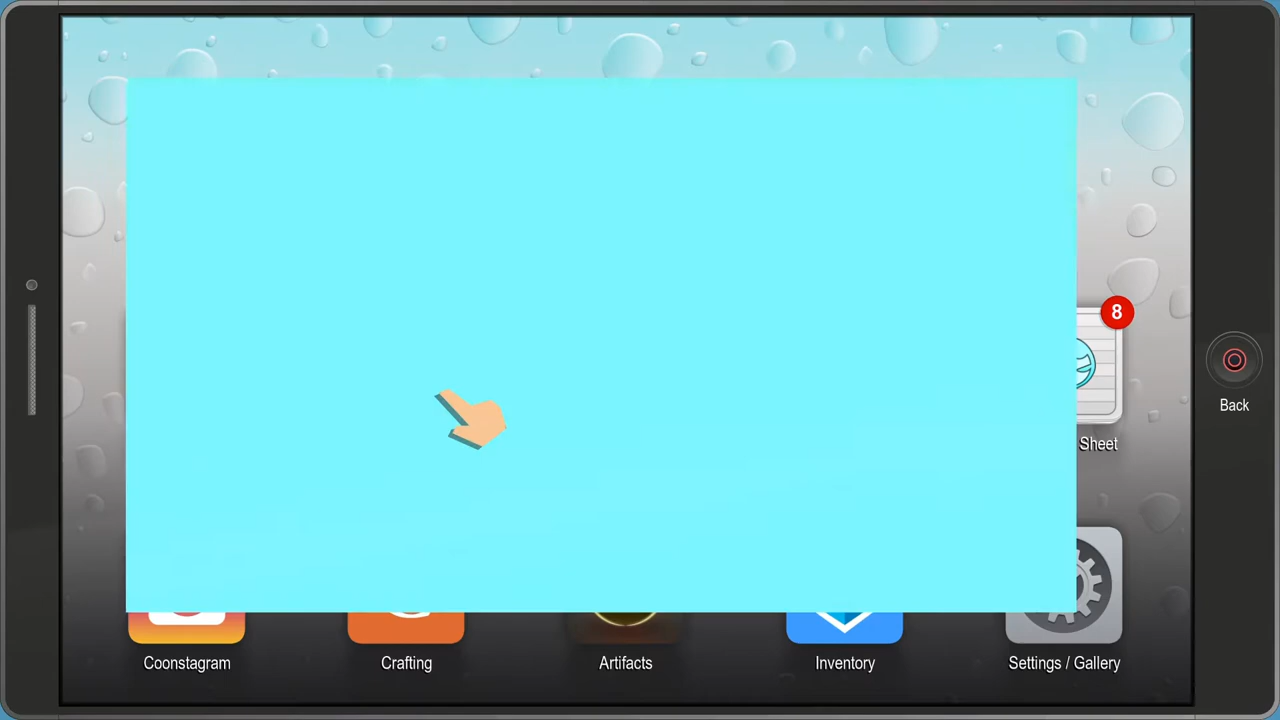 8
Back
Sheet
Coonstagram
Crafting
Artifacts
Inventory
Settings / Gallery